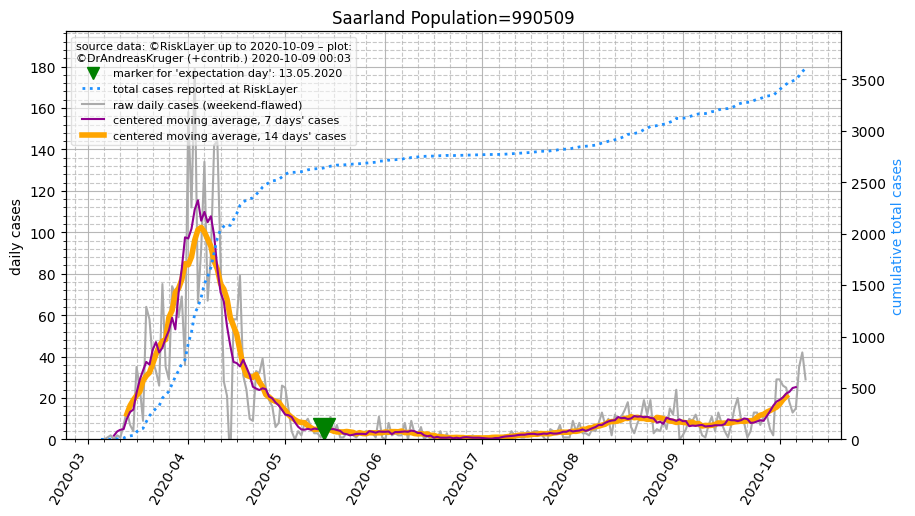 Saarland Population=990509
source data: ©RiskLayer up to 2020-10-09 – plot:
©DrAndreasKruger (+contrib.) 2020-10-09 00:03
marker for 'expectation day': 13.05.2020
total cases reported at RiskLayer
raw daily cases (weekend-flawed)
centered moving average, 7 days' cases
centered moving average, 14 days' cases
daily cases
180
160
140
120
100
80
60
40
20
0
cumulative total cases
3500
3000
2500
2000
1500
1000
500
0
2020-03
2020-04
2020-05
2020-06
2020-07
2020-08
2020-09
2020-10